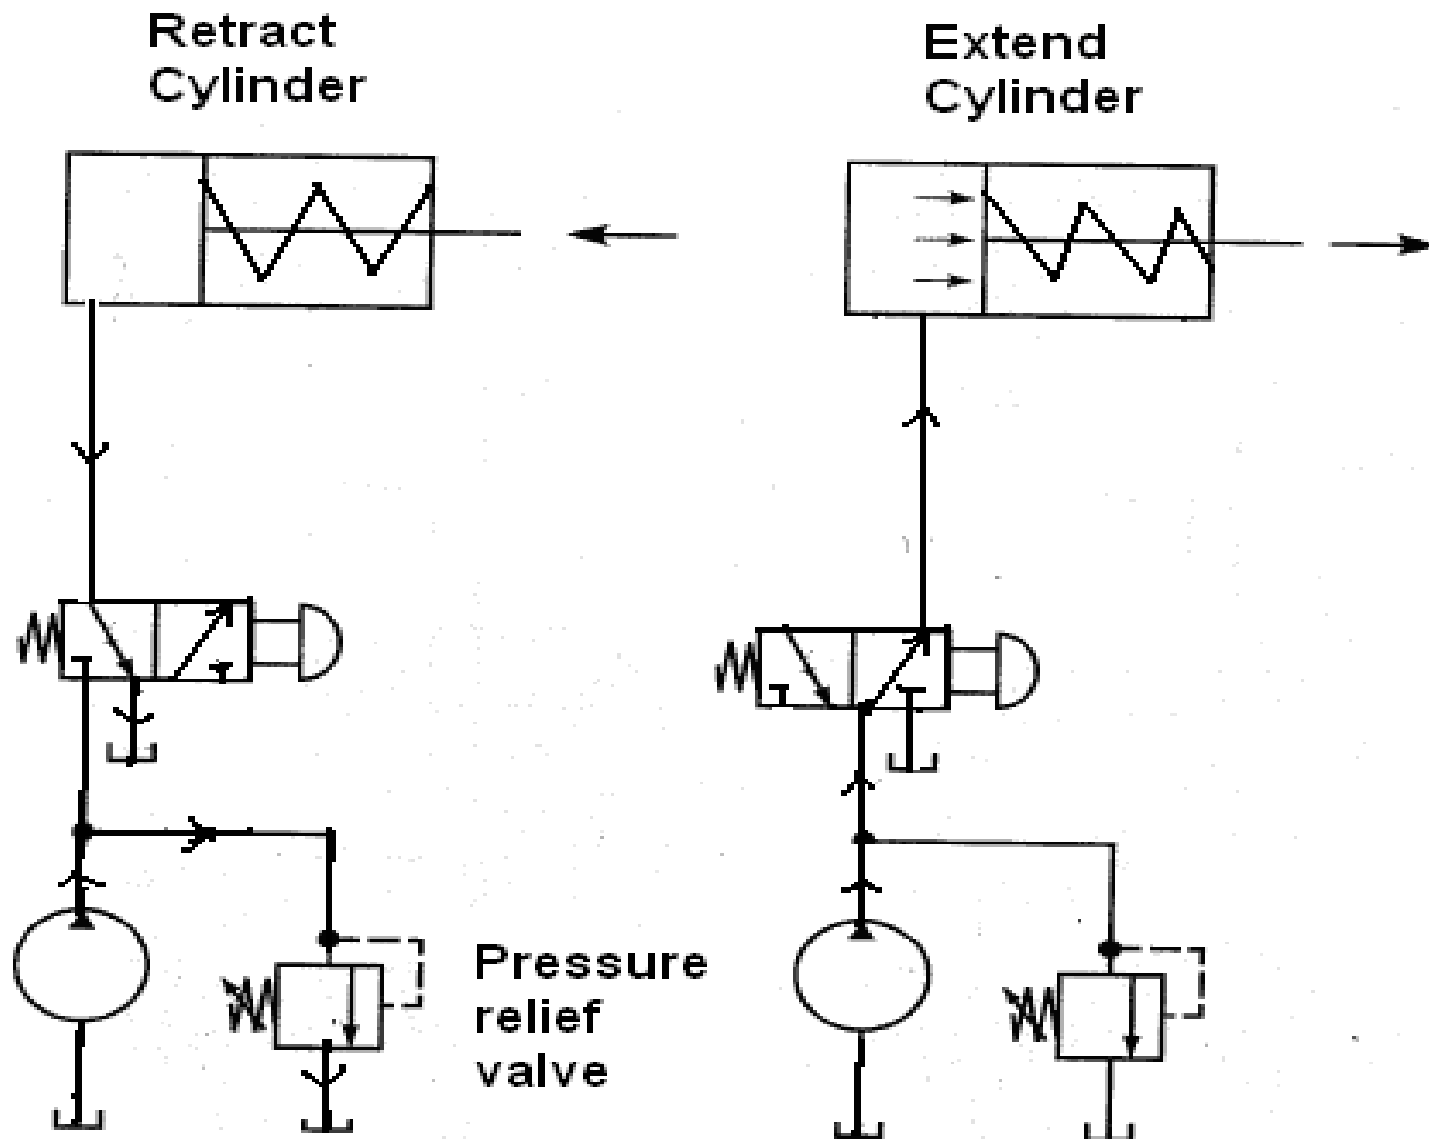 Retract
Cylinder
Extend
Cylinder
Pressure
relief
valve